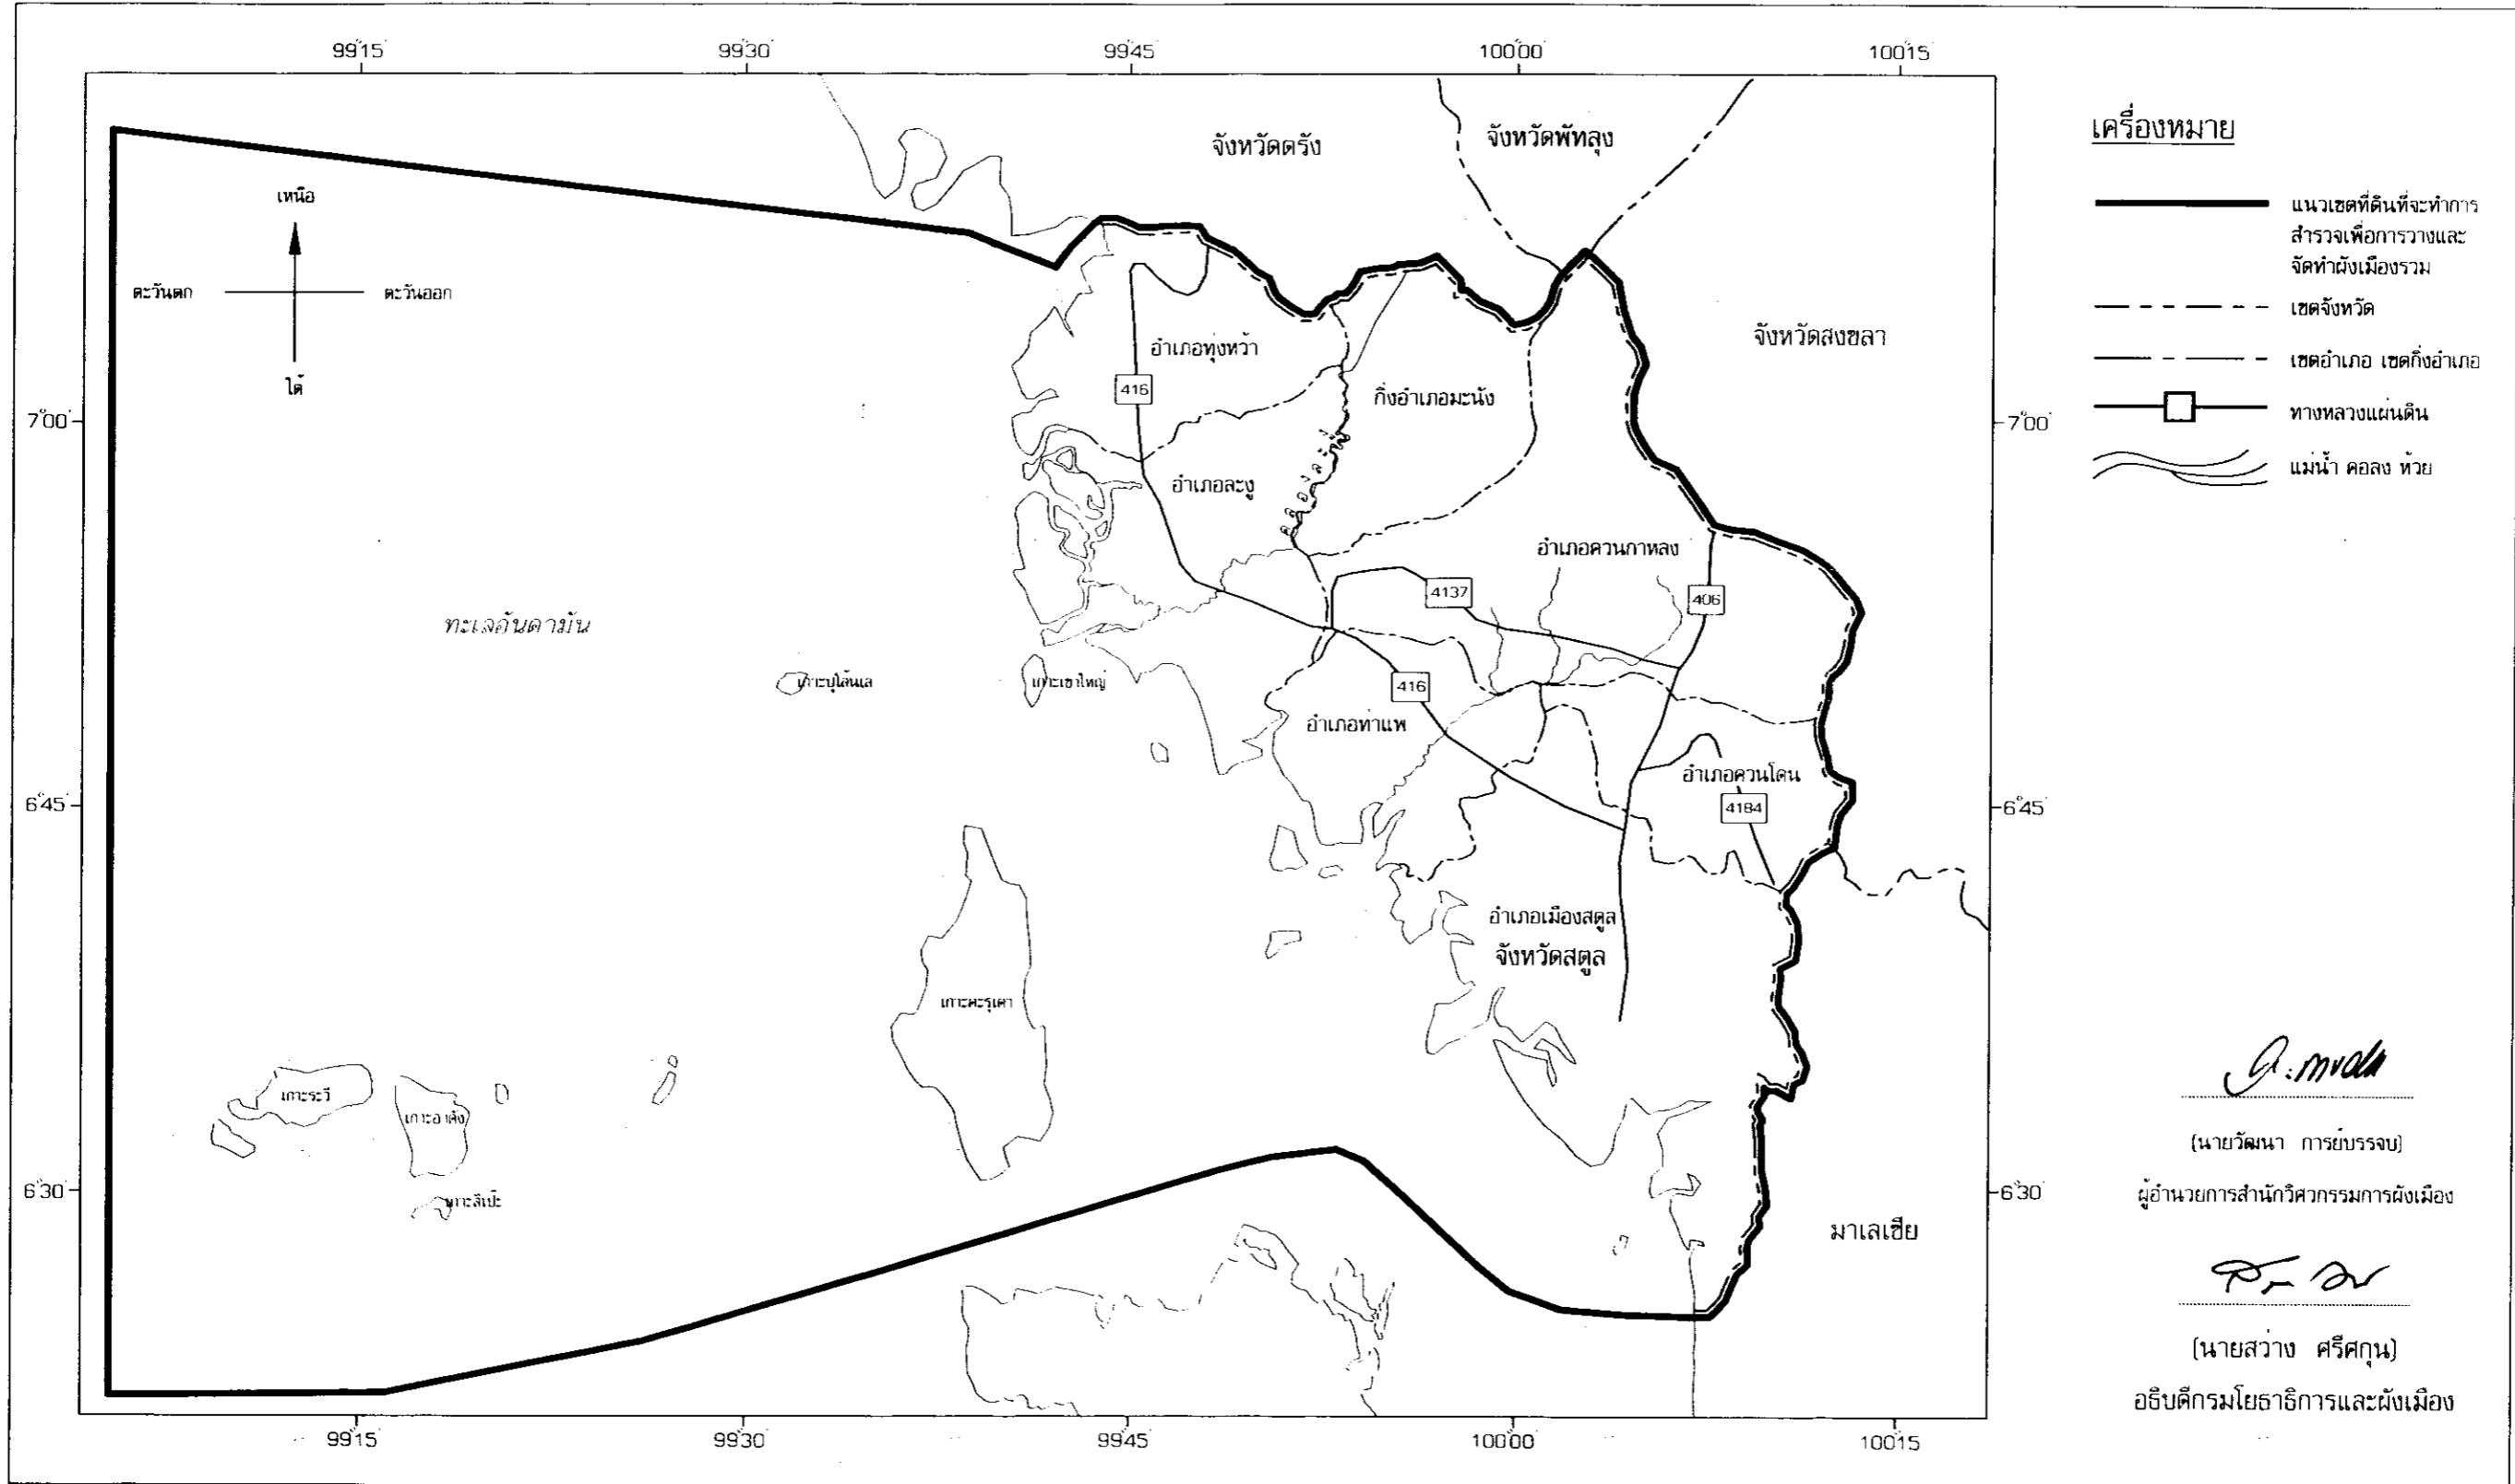 99°15′
99°30′
99°45′
100°00′
100°15′
จังหวัดตรัง
จังหวัดพัทลุง
เหนือ
ตะวันตก
ตะวันออก
ใต้
จังหวัดสงขลา
อำเภอทุ่งหว้า
416
กิ่งอำเภอมะนัง
7°00′
7°00′
อำเภอละงู
อำเภอควนกาหลง
4137
406
ทะเลอันดามัน
เกาะบุโล้นเล
เกาะเขาใหญ่
416
อำเภอท่าแพ
อำเภอควนโดน
4184
6°45′
6°45′
อำเภอเมืองสตูล
จังหวัดสตูล
เกาะตะรุเตา
เกาะระวี
เกาะอาดัง
เกาะลิเป๊ะ
6°30′
6°30′
มาเลเซีย
99°15′
99°30′
99°45′
100°00′
100°15′
เครื่องหมาย
แนวเขตที่ดินที่จะทำการ
สำรวจเพื่อการวางและ
จัดทำผังเมืองรวม
เขตจังหวัด
เขตอำเภอ เขตกิ่งอำเภอ
ทางหลวงแผ่นดิน
แม่น้ำ คลอง ห้วย
(นายวัฒนา การย์บรรจบ)
ผู้อำนวยการสำนักวิศวกรรมการผังเมือง
(นายสว่าง ศรีศกุน)
อธิบดีกรมโยธาธิการและผังเมือง